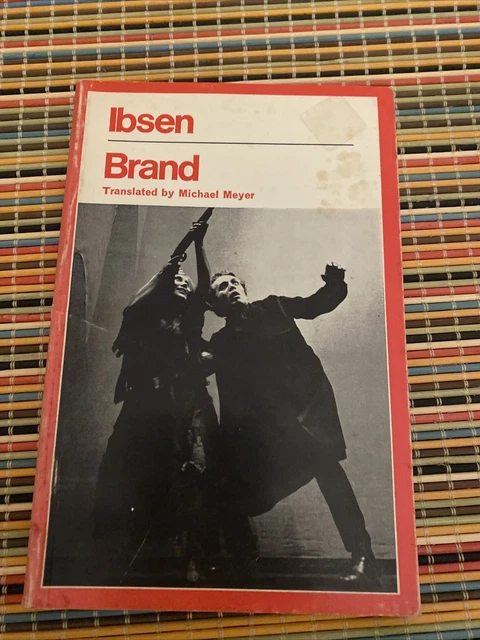 Ibsen
Brand
Translated by Michael Meyer